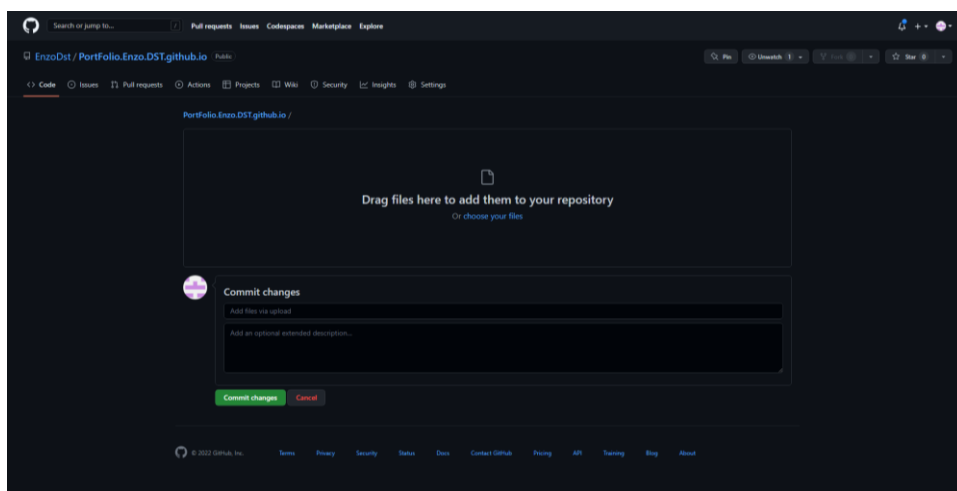 Search or jump to... /
Pull requests Issues Codespaces Marketplace Explore
EnzoDst / PortFolio.Enzo.DST.github.io Public
Pin Unwatch 1 Fork 0 Star 0
Code Issues Pull requests Actions Projects Wiki Security Insights Settings
PortFolio.Enzo.DST.github.io /
Drag files here to add them to your repository
Or choose your files
Commit changes
Add files via upload
Add an optional extended description...
Commit changes Cancel
© 2022 GitHub, Inc. Terms Privacy Security Status Docs Contact GitHub Pricing API Training Blog About